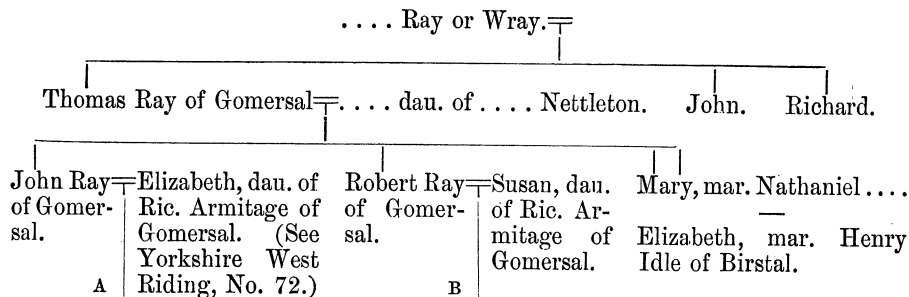 .... Ray or Wray.
Thomas Ray of Gomersal .... dau. of .... Nettleton. John. Richard.
John Ray
of Gomer-
sal.
A
Elizabeth, dau. of
Ric. Armitage of
Gomersal. (See
Yorkshire West
Riding, No. 72.)
Robert Ray
of Gomer-
sal.
B
Susan, dau.
of Ric. Ar-
mitage of
Gomersal.
Mary, mar. Nathaniel ....
—
Elizabeth, mar. Henry
Idle of Birstal.